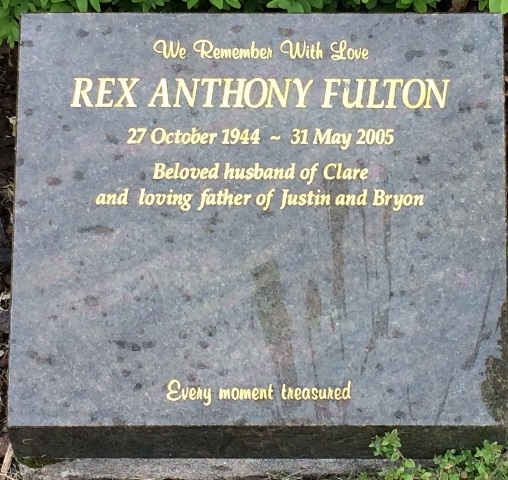 We Remember With Love
REX ANTHONY FULTON
27 October 1944 ~ 31 May 2005
Beloved husband of Clare
and loving father of Justin and Bryon
Every moment treasured